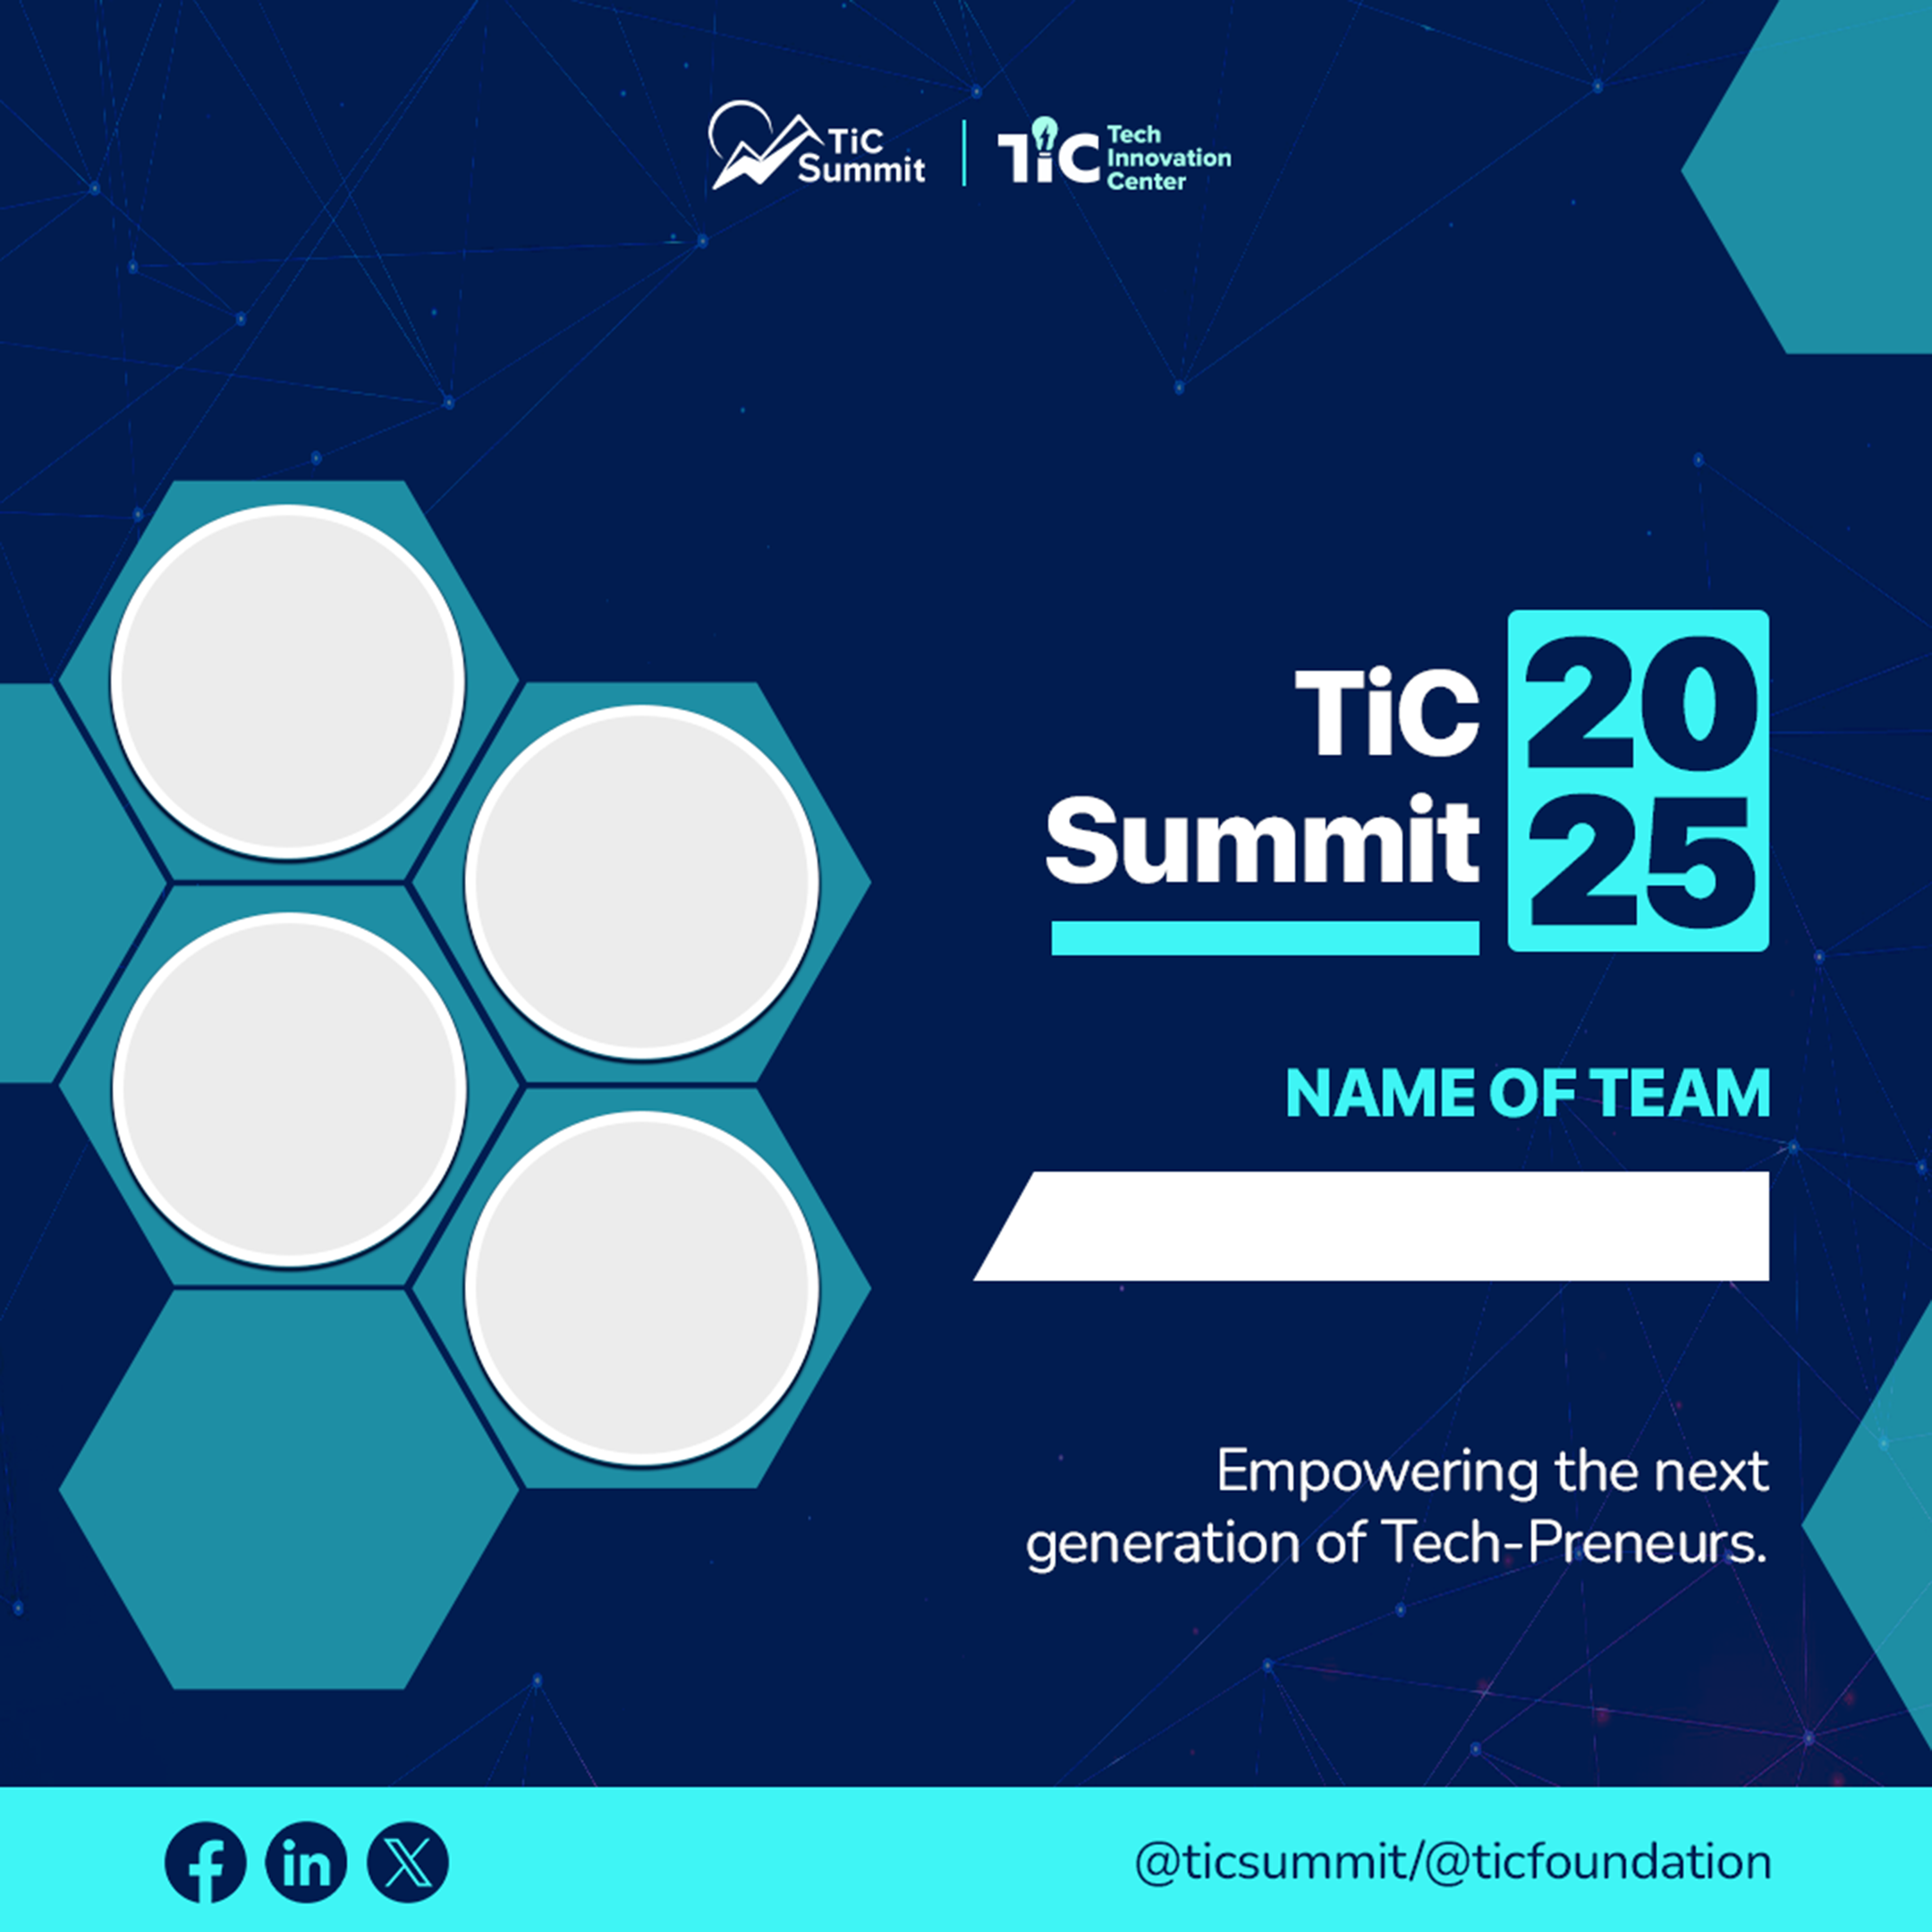 TiC
Summit
TiC
Tech
Innovation
Center
TiC
Summit
20
25
NAME OF TEAM
Empowering the next
generation of Tech-Preneurs.
@ticsummit/@ticfoundation